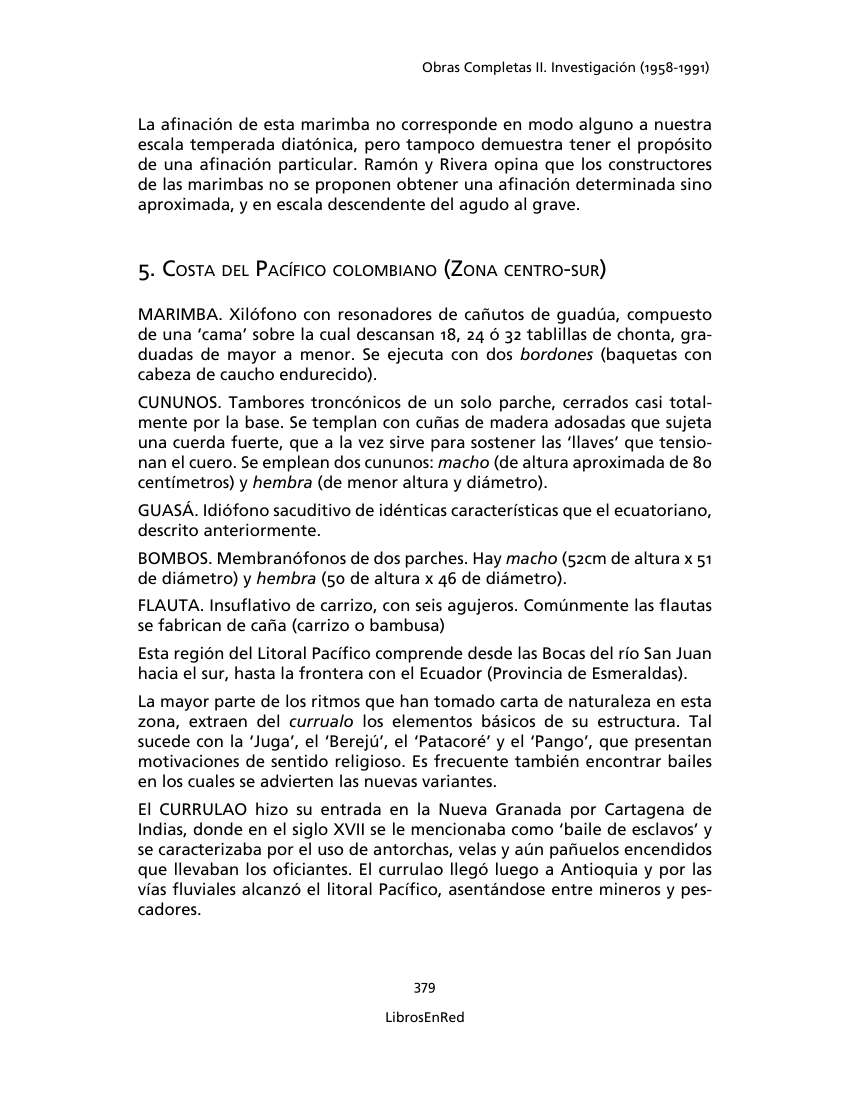 Obras Completas II. Investigación (1958-1991)
La afinación de esta marimba no corresponde en modo alguno a nuestra
escala temperada diatónica, pero tampoco demuestra tener el propósito
de una afinación particular. Ramón y Rivera opina que los constructores
de las marimbas no se proponen obtener una afinación determinada sino
aproximada, y en escala descendente del agudo al grave.
5. Costa del Pacífico colombiano (Zona centro-sur)
MARIMBA. Xilófono con resonadores de cañutos de guadúa, compuesto
de una ‘cama’ sobre la cual descansan 18, 24 ó 32 tablillas de chonta, gra-
duadas de mayor a menor. Se ejecuta con dos bordones (baquetas con
cabeza de caucho endurecido).
CUNUNOS. Tambores troncónicos de un solo parche, cerrados casi total-
mente por la base. Se templan con cuñas de madera adosadas que sujeta
una cuerda fuerte, que a la vez sirve para sostener las ‘llaves’ que tensio-
nan el cuero. Se emplean dos cununos: macho (de altura aproximada de 80
centímetros) y hembra (de menor altura y diámetro).
GUASÁ. Idiófono sacuditivo de idénticas características que el ecuatoriano,
descrito anteriormente.
BOMBOS. Membranófonos de dos parches. Hay macho (52cm de altura x 51
de diámetro) y hembra (50 de altura x 46 de diámetro).
FLAUTA. Insuflativo de carrizo, con seis agujeros. Comúnmente las flautas
se fabrican de caña (carrizo o bambusa)
Esta región del Litoral Pacífico comprende desde las Bocas del río San Juan
hacia el sur, hasta la frontera con el Ecuador (Provincia de Esmeraldas).
La mayor parte de los ritmos que han tomado carta de naturaleza en esta
zona, extraen del currualo los elementos básicos de su estructura. Tal
sucede con la ‘Juga’, el ‘Berejú’, el ‘Patacoré’ y el ‘Pango’, que presentan
motivaciones de sentido religioso. Es frecuente también encontrar bailes
en los cuales se advierten las nuevas variantes.
El CURRULAO hizo su entrada en la Nueva Granada por Cartagena de
Indias, donde en el siglo XVII se le mencionaba como ‘baile de esclavos’ y
se caracterizaba por el uso de antorchas, velas y aún pañuelos encendidos
que llevaban los oficiantes. El currulao llegó luego a Antioquia y por las
vías fluviales alcanzó el litoral Pacífico, asentándose entre mineros y pes-
cadores.
379
LibrosEnRed